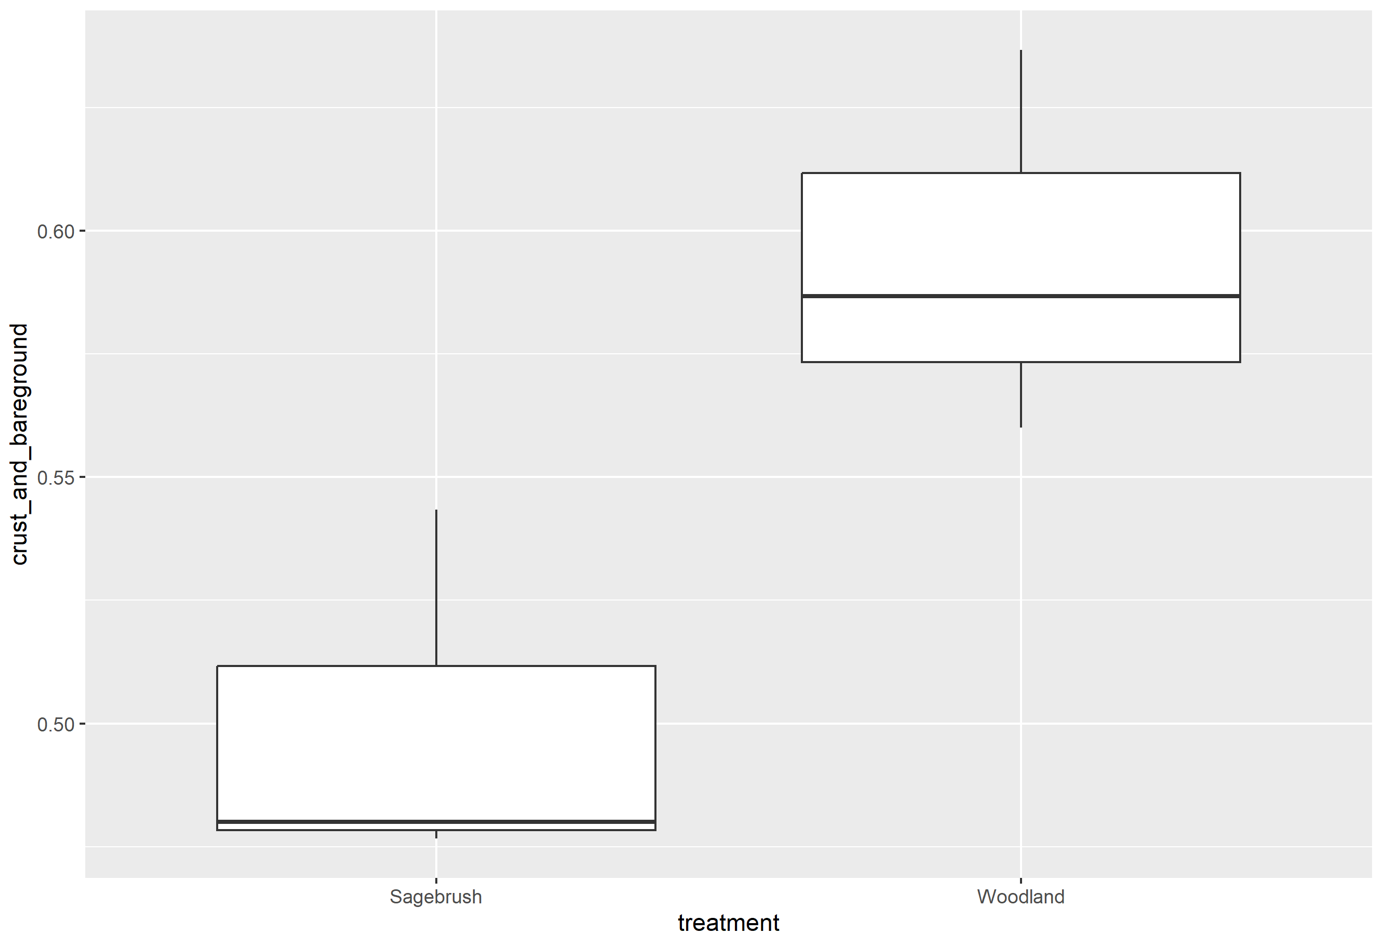 crust_and_bareground
0.60
0.55
0.50
Sagebrush
Woodland
treatment